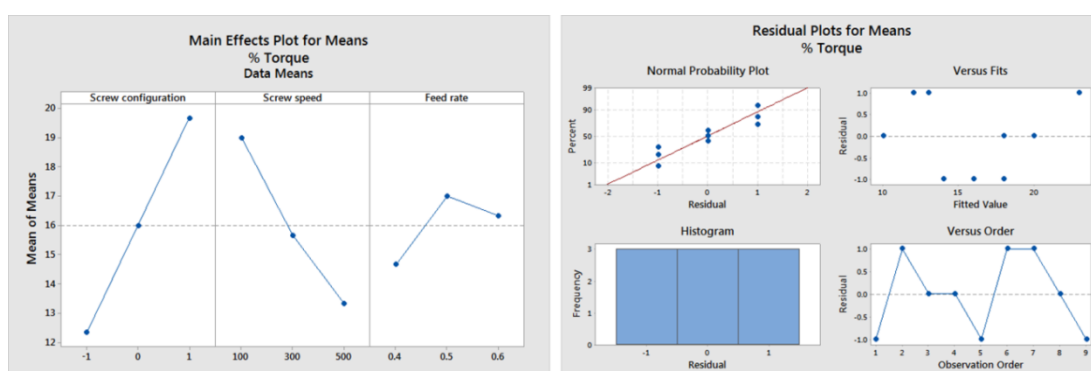 Main Effects Plot for Means
% Torque
Data Means
Screw configuration Screw speed Feed rate
20
19
18
17
16
15
14
13
12
Mean of Means
-1 0 1 100 300 500 0.4 0.5 0.6
Residual Plots for Means
% Torque
Normal Probability Plot
99
90
50
10
1
Percent
-2 -1 0 1 2
Residual
Versus Fits
1.0
0.5
0.0
-0.5
-1.0
Residual
10 15 20
Fitted Value
Histogram
3
2
1
0
Frequency
-1 0 1
Residual
Versus Order
1.0
0.5
0.0
-0.5
-1.0
Residual
1 2 3 4 5 6 7 8 9
Observation Order